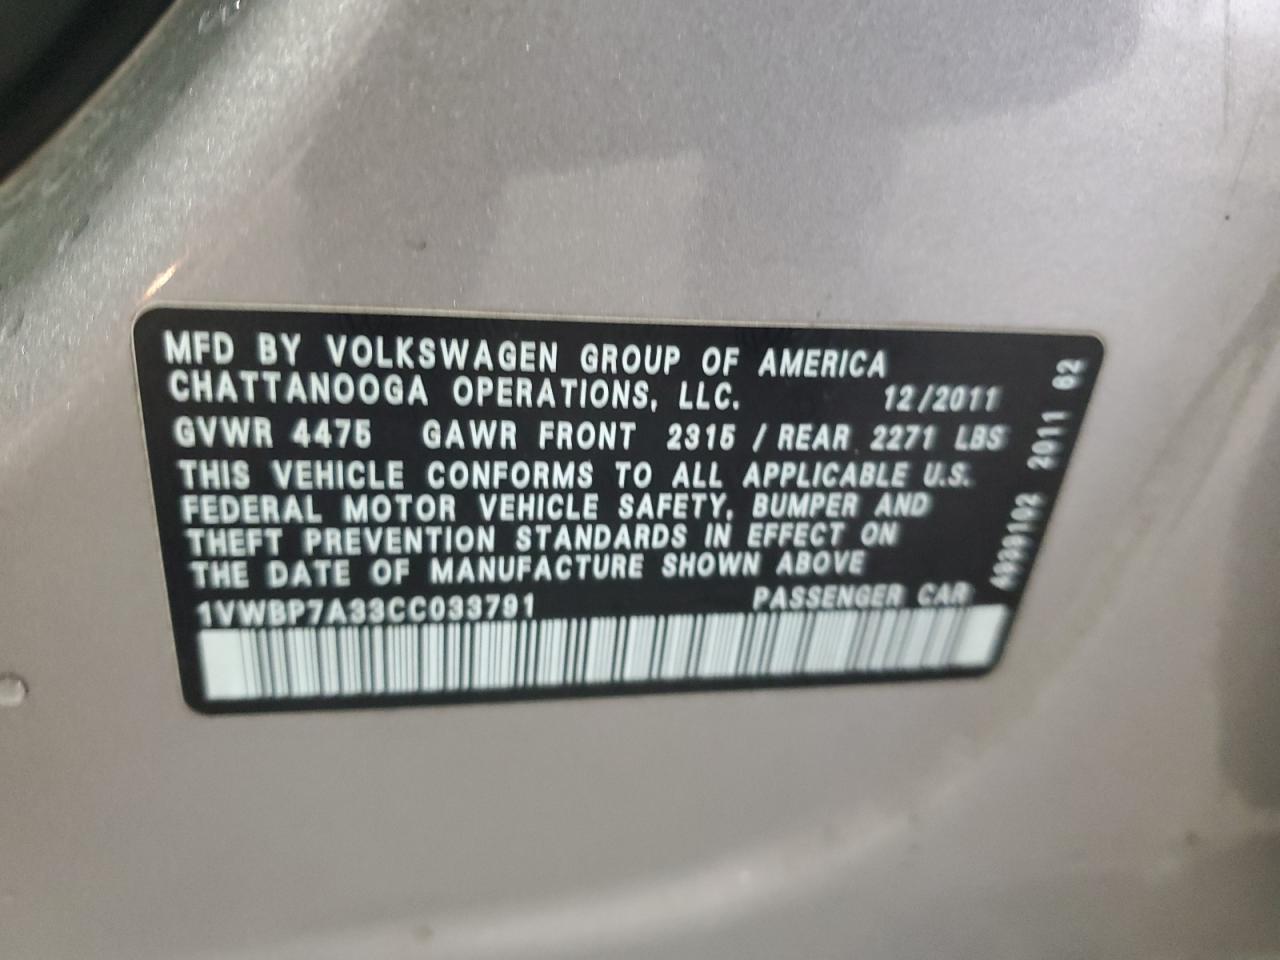 MFD BY VOLKSWAGEN GROUP OF AMERICA
CHATTANOOGA OPERATIONS, LLC. 12/2011
GVWR 4475 GAWR FRONT 2315 / REAR 2271 LBS
THIS VEHICLE CONFORMS TO ALL APPLICABLE U.S.
FEDERAL MOTOR VEHICLE SAFETY, BUMPER AND
THEFT PREVENTION STANDARDS IN EFFECT ON
THE DATE OF MANUFACTURE SHOWN ABOVE
1VWBP7A33CC033791 PASSENGER CAR
2011 62